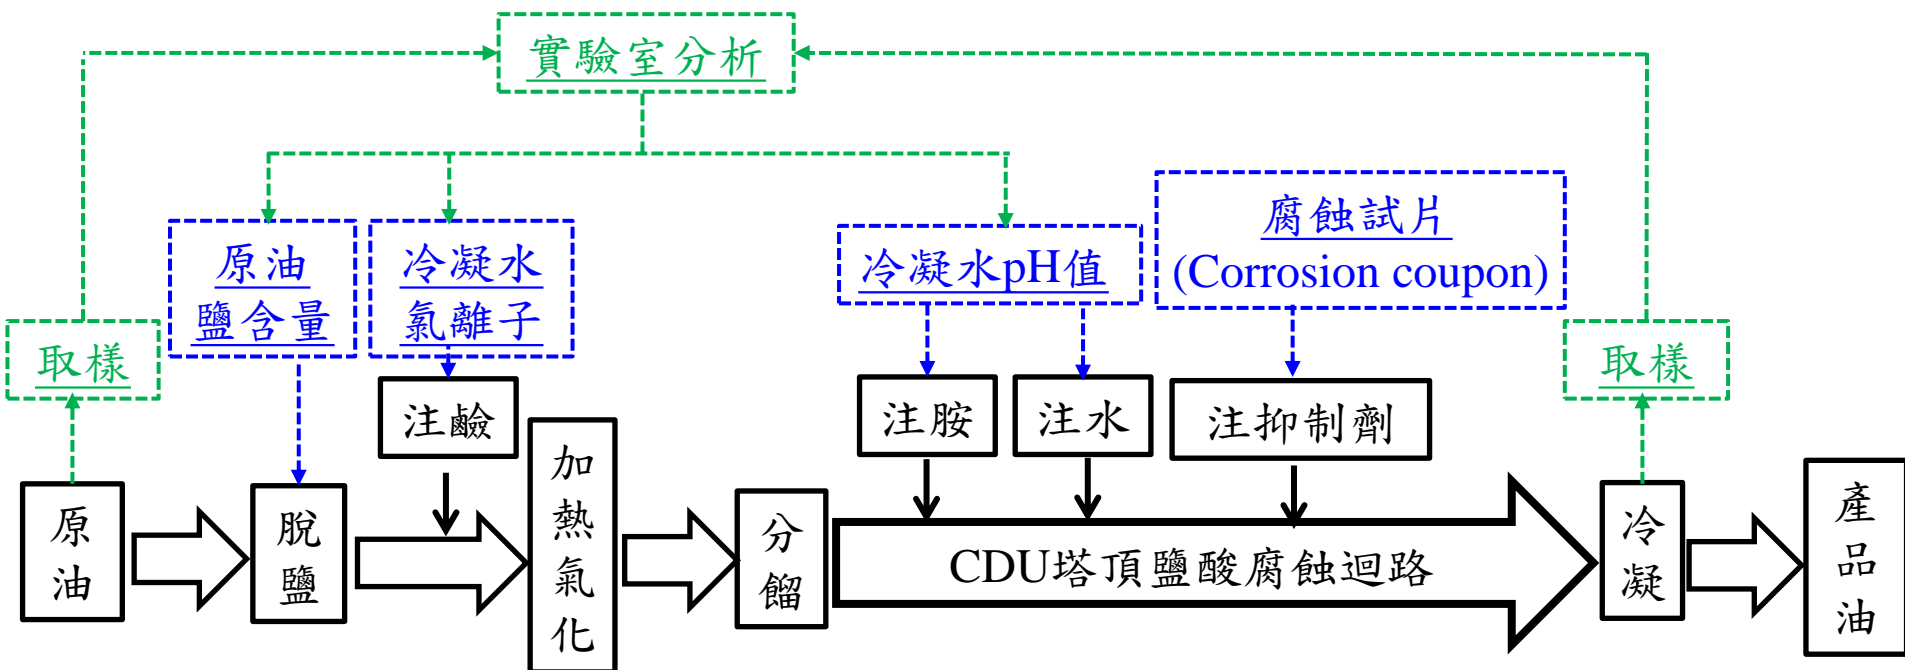 實驗室分析
原油
鹽含量
冷凝水
氯離子
冷凝水pH值
腐蝕試片
(Corrosion coupon)
取樣
取樣
注鹼
注胺
注水
注抑制劑
原油
脫鹽
加熱氣化
分餾
CDU塔頂鹽酸腐蝕迴路
冷凝
產品油